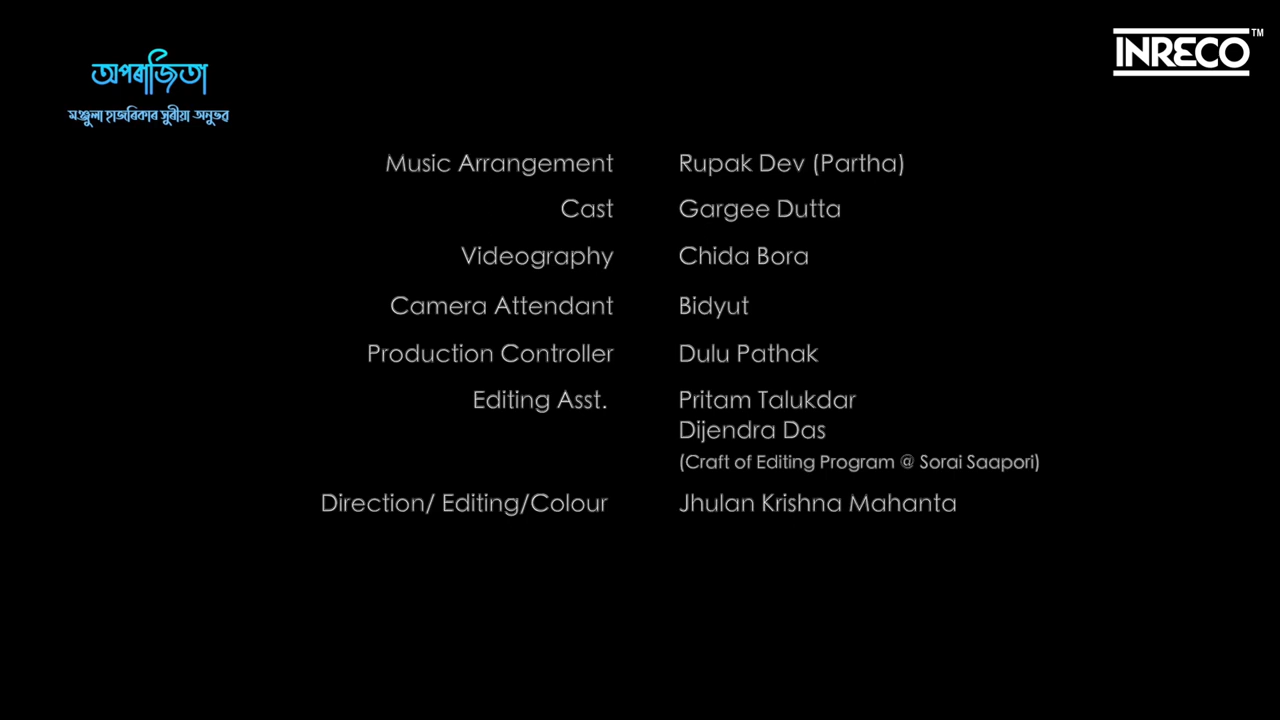 অপৰাজিতা
মঞ্জুলা হাজৰিকাৰ সুৰীয়া অনুভৱ
INRECO™
Music Arrangement Rupak Dev (Partha)
Cast Gargee Dutta
Videography Chida Bora
Camera Attendant Bidyut
Production Controller Dulu Pathak
Editing Asst. Pritam Talukdar
Dijendra Das
(Craft of Editing Program @ Sorai Saapori)
Direction/ Editing/Colour Jhulan Krishna Mahanta